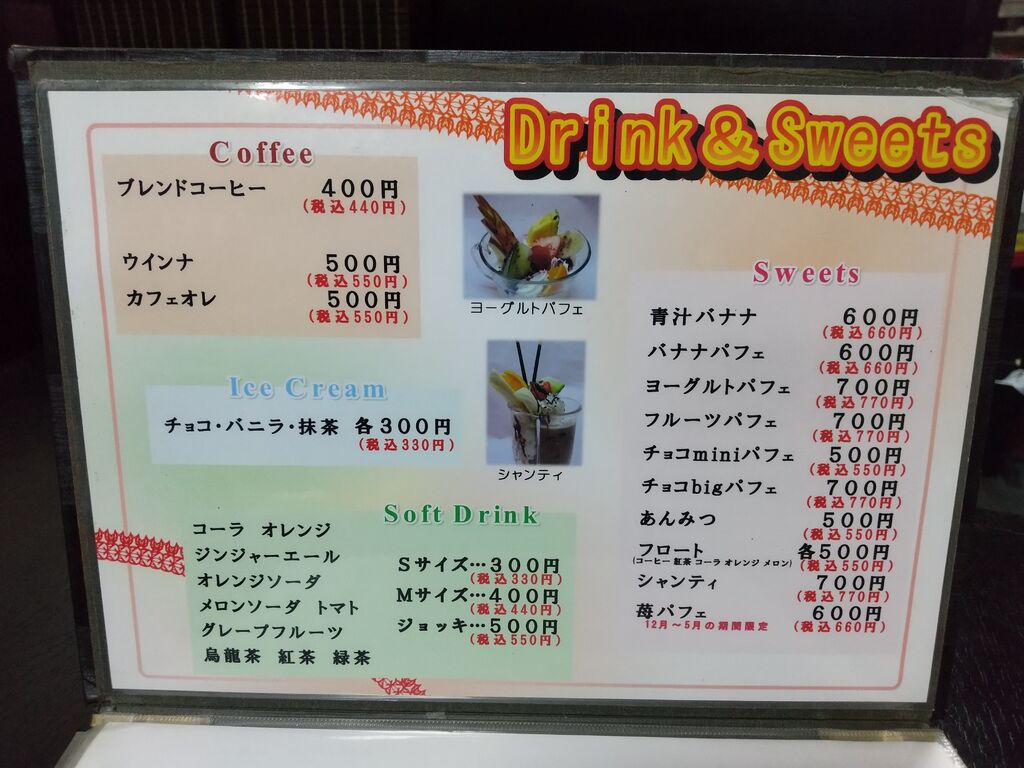 Drink&Sweets
Coffee
ブレンドコーヒー 400円
(税込440円)
ウインナ 500円
(税込550円)
カフェオレ 500円
(税込550円)
ヨーグルトパフェ
シャンティ
Ice Cream
チョコ・バニラ・抹茶 各300円
(税込330円)
Soft Drink
コーラ オレンジ
ジンジャーエール
オレンジソーダ
メロンソーダ トマト
グレープフルーツ
烏龍茶 紅茶 緑茶
Sサイズ…300円
(税込330円)
Mサイズ…400円
(税込440円)
ジョッキ…500円
(税込550円)
Sweets
青汁バナナ 600円
(税込660円)
バナナパフェ 600円
(税込660円)
ヨーグルトパフェ 700円
(税込770円)
フルーツパフェ 700円
(税込770円)
チョコminiパフェ 500円
(税込550円)
チョコbigパフェ 700円
(税込770円)
あんみつ 500円
(税込550円)
フロート 各500円
(コーヒー 紅茶 コーラ オレンジ メロン) (税込550円)
シャンティ 700円
(税込770円)
苺パフェ 600円
12月～5月の期間限定 (税込660円)